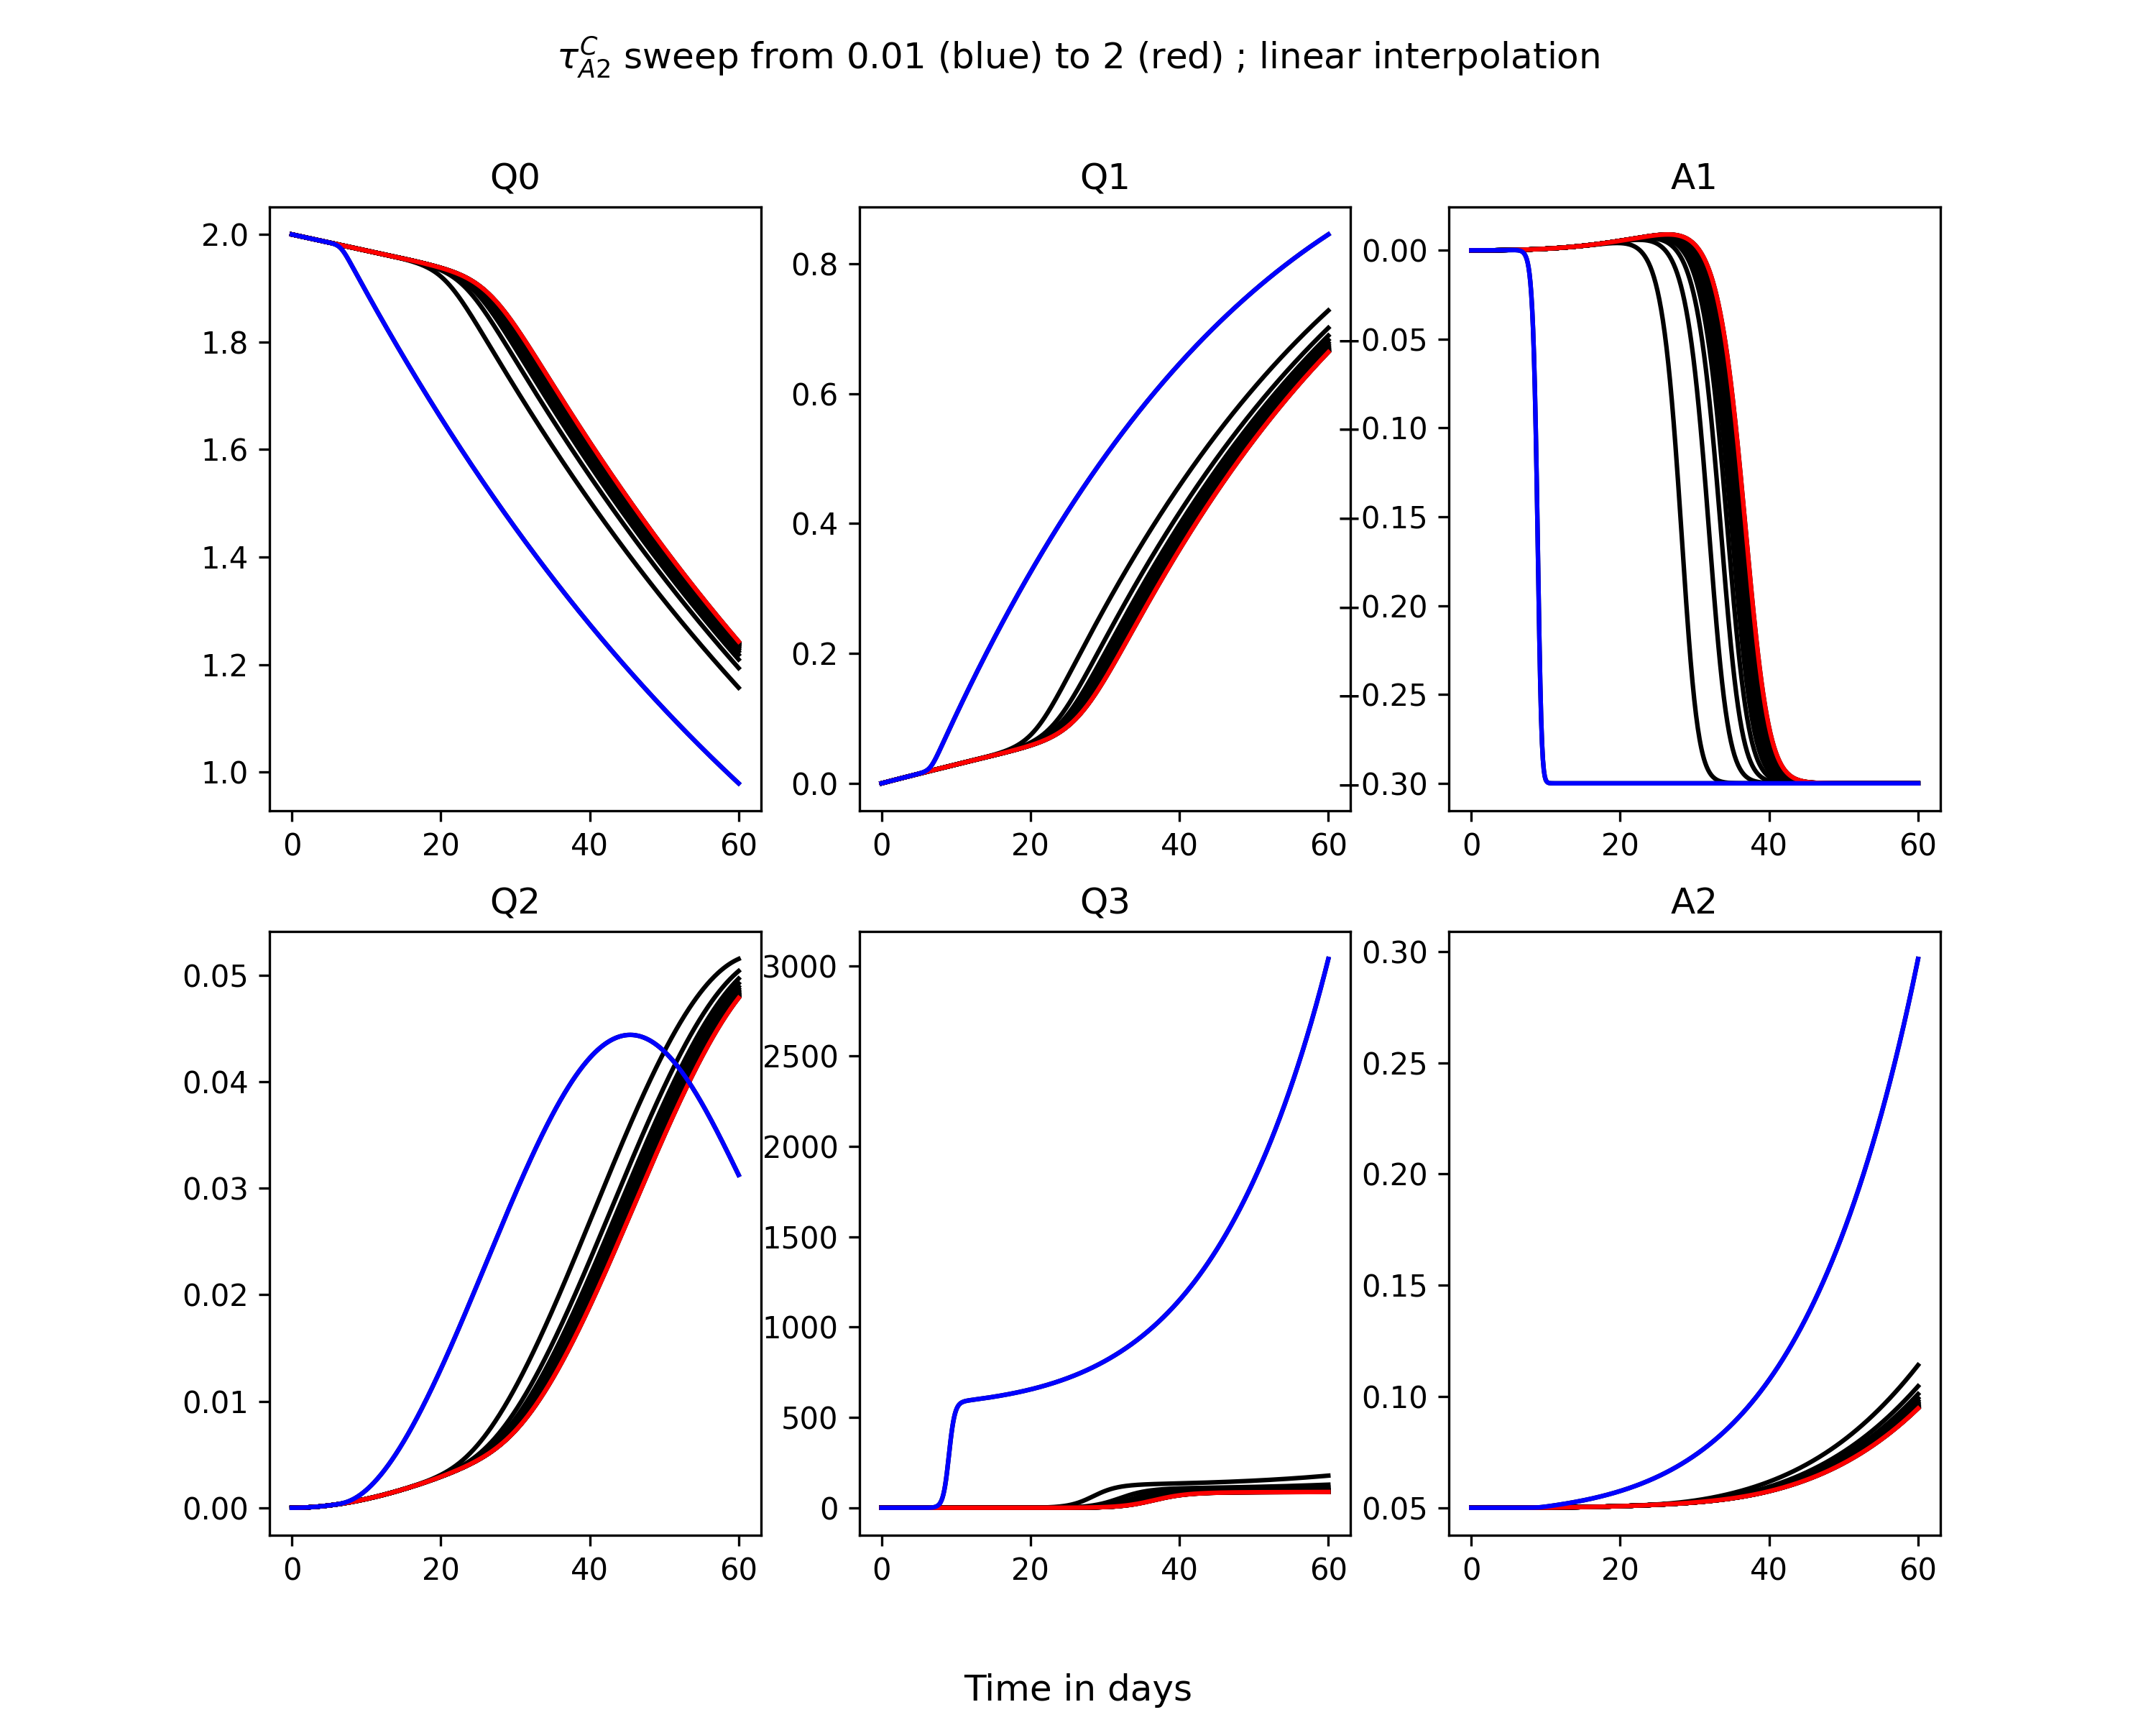 τ_{A2}^{C} sweep from 0.01 (blue) to 2 (red) ; linear interpolation
Q0
2.0
1.8
1.6
1.4
1.2
1.0
0 20 40 60
Q1
0.8
0.6
0.4
0.2
0.0
0 20 40 60
A1
0.00
−0.05
−0.10
−0.15
−0.20
−0.25
−0.30
0 20 40 60
Q2
0.05
0.04
0.03
0.02
0.01
0.00
0 20 40 60
Q3
3000
2500
2000
1500
1000
500
0
0 20 40 60
A2
0.30
0.25
0.20
0.15
0.10
0.05
0 20 40 60
Time in days